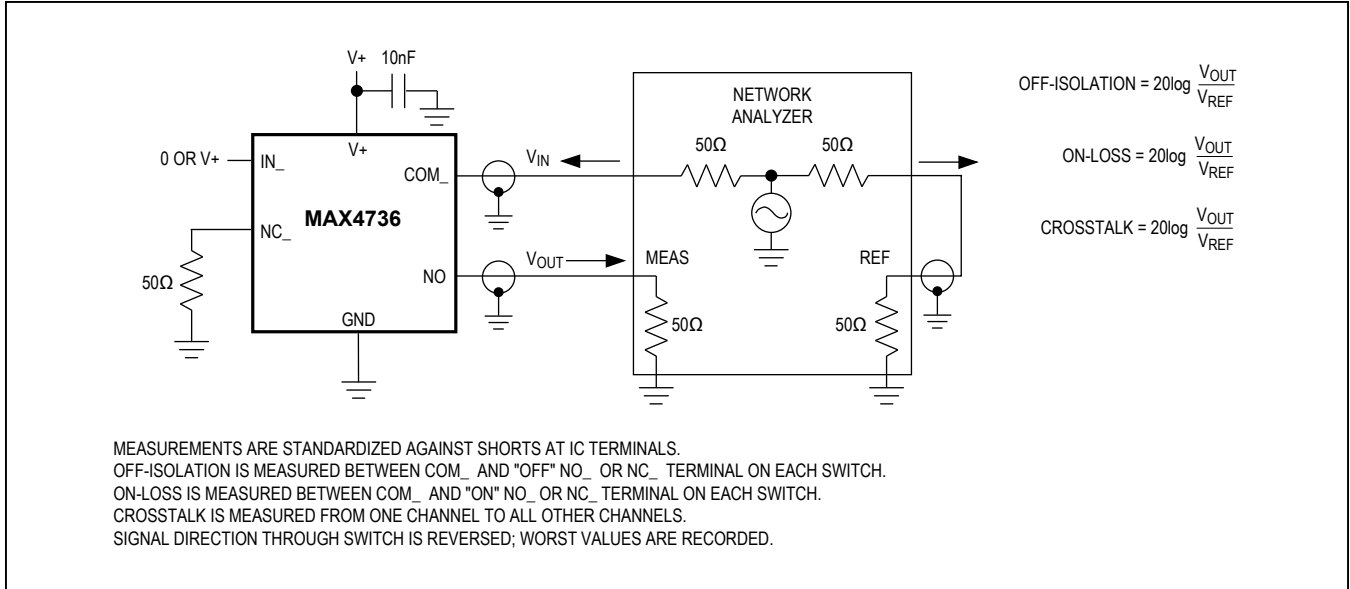 V+ 10nF
NETWORK
ANALYZER
OFF-ISOLATION = 20log VOUT
VREF
50Ω 50Ω
0 OR V+ IN_ V+
VIN
ON-LOSS = 20log VOUT
VREF
COM_
MAX4736
NC_
CROSSTALK = 20log VOUT
VREF
VOUT MEAS REF
NO
50Ω
GND
50Ω 50Ω
MEASUREMENTS ARE STANDARDIZED AGAINST SHORTS AT IC TERMINALS.
OFF-ISOLATION IS MEASURED BETWEEN COM_ AND "OFF" NO_ OR NC_ TERMINAL ON EACH SWITCH.
ON-LOSS IS MEASURED BETWEEN COM_ AND "ON" NO_ OR NC_ TERMINAL ON EACH SWITCH.
CROSSTALK IS MEASURED FROM ONE CHANNEL TO ALL OTHER CHANNELS.
SIGNAL DIRECTION THROUGH SWITCH IS REVERSED; WORST VALUES ARE RECORDED.